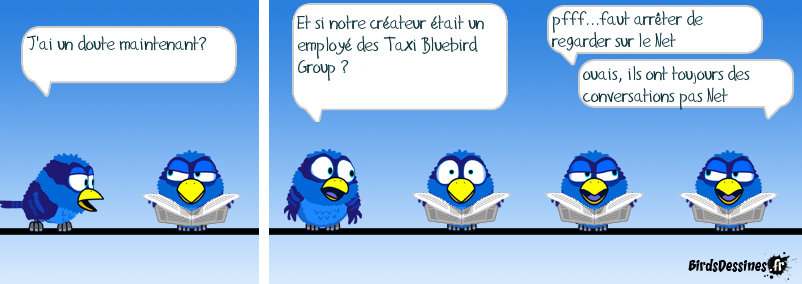 J'ai un doute maintenant?
Et si notre créateur était un
employé des Taxi Bluebird
Group ?
pfff...faut arrêter de
regarder sur le Net
ouais, ils ont toujours des
conversations pas Net
BirdsDessines.fr